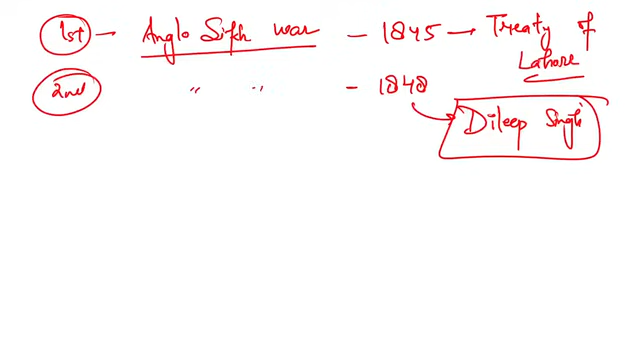 1st → Anglo Sikh war - 1845 → Treaty of Lahore
2nd " " - 1848
Dileep Singh